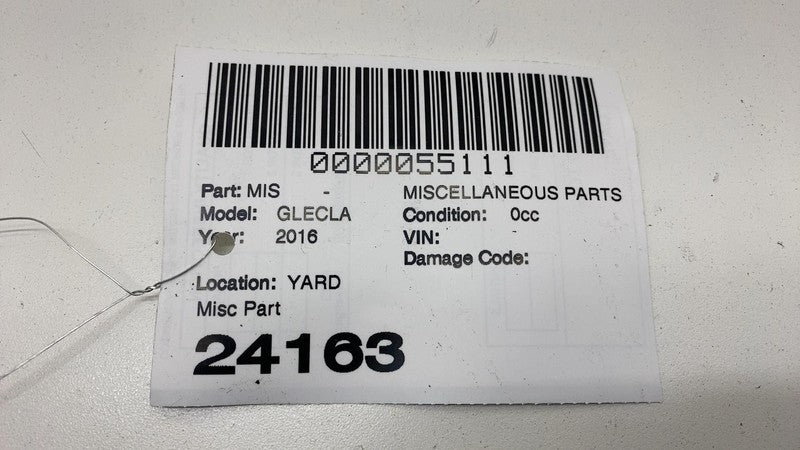 0000055111
Part: MIS - MISCELLANEOUS PARTS
Model: GLECLA Condition: 0cc
Year: 2016 VIN:
Damage Code:
Location: YARD
Misc Part
24163